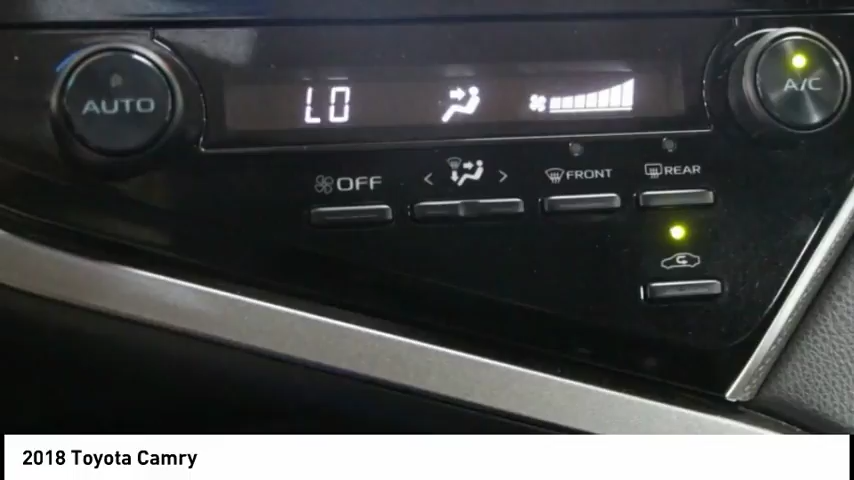 AUTO
LO
A/C
OFF
< >
FRONT
REAR
2018 Toyota Camry